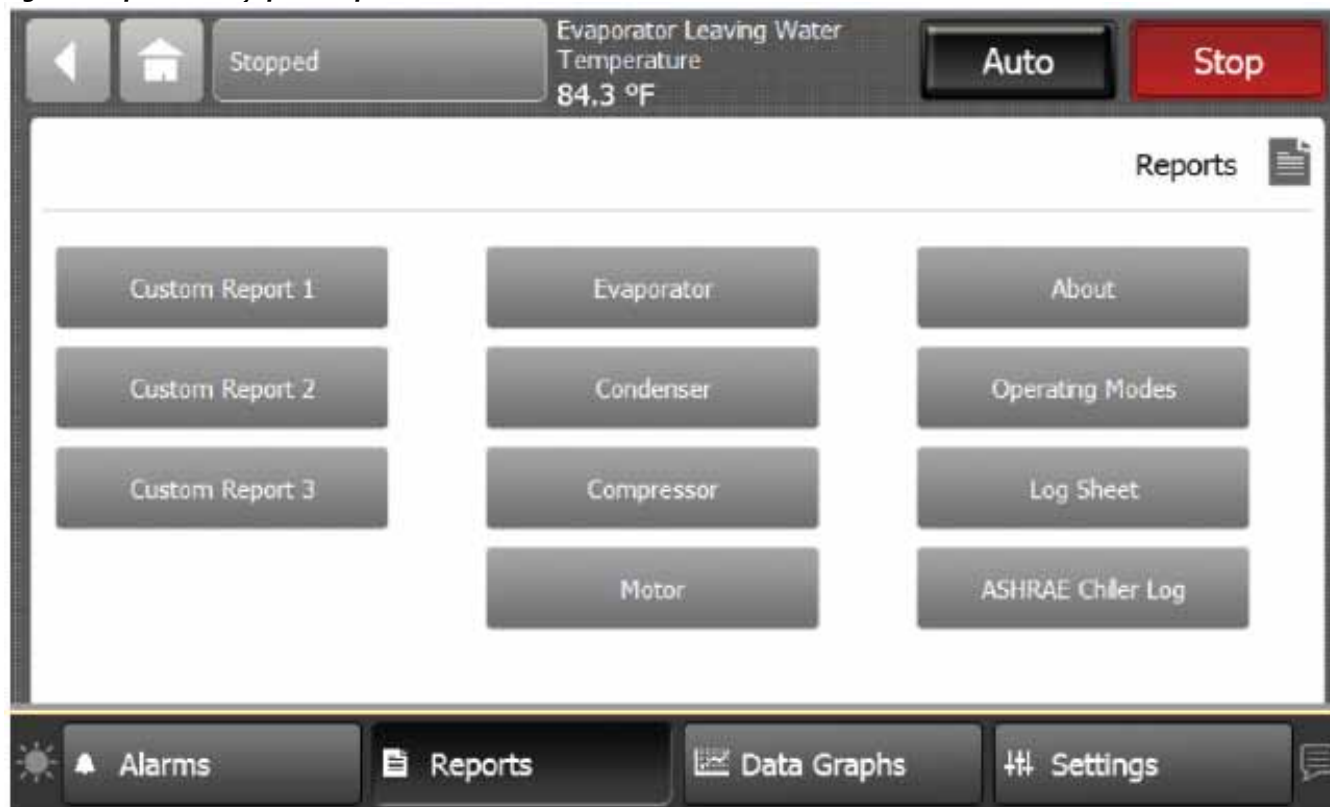 Stopped
Evaporator Leaving Water
Temperature
84.3 ºF
Auto
Stop
Reports
Custom Report 1
Evaporator
About
Custom Report 2
Condenser
Operating Modes
Custom Report 3
Compressor
Log Sheet
Motor
ASHRAE Chiller Log
Alarms
Reports
Data Graphs
Settings